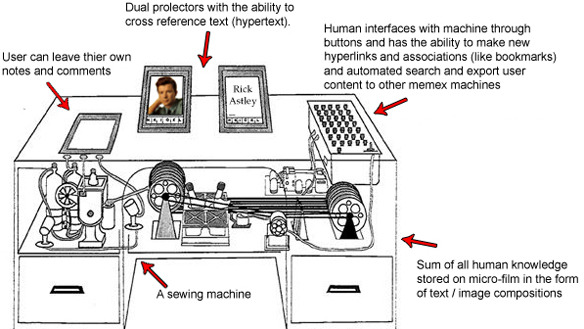 Dual prolectors with the ability to
cross reference text (hypertext).
Human interfaces with machine through
buttons and has the ability to make new
hyperlinks and associations (like bookmarks)
and automated search and export user
content to other memex machines
User can leave thier own
notes and comments
Rick
Astley
A sewing machine
Sum of all human knowledge
stored on micro-film in the form
of text / image compositions